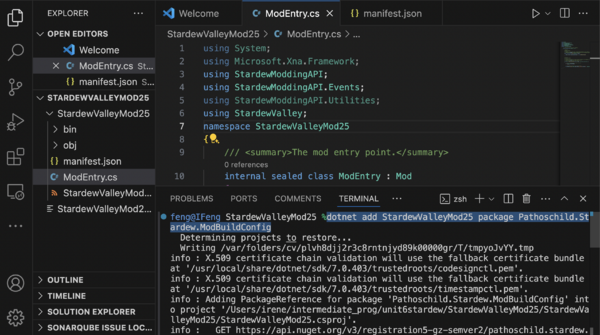 EXPLORER
...
Welcome
ModEntry.cs
manifest.json
OPEN EDITORS
Welcome
ModEntry.cs StardewVa...
manifest.json Stardew...
STARDEWVALLEYMOD25
StardewValleyMod25
bin
obj
manifest.json
ModEntry.cs
StardewValleyMod...
StardewValleyMod2...
OUTLINE
TIMELINE
SOLUTION EXPLORER
SONARQUBE ISSUE LOC...
StardewValleyMod25 > ModEntry.cs > ...
1 using System;
2 using Microsoft.Xna.Framework;
3 using StardewModdingAPI;
4 using StardewModdingAPI.Events;
5 using StardewModdingAPI.Utilities;
6 using StardewValley;
7 namespace StardewValleyMod25
8 {
9 /// <summary>The mod entry point.</summary>
0 references
10 internal sealed class ModEntry : Mod
PROBLEMS PORTS COMMENTS TERMINAL ... zsh
feng@IFeng StardewValleyMod25 %dotnet add StardewValleyMod25 package Pathoschild.St
ardew.ModBuildConfig
Determining projects to restore...
Writing /var/folders/cv/plvh8djj2r3c8rntnjyd89k00000gr/T/tmpyoJvYY.tmp
info : X.509 certificate chain validation will use the fallback certificate bundle
at '/usr/local/share/dotnet/sdk/7.0.403/trustedroots/codesignctl.pem'.
info : X.509 certificate chain validation will use the fallback certificate bundle
at '/usr/local/share/dotnet/sdk/7.0.403/trustedroots/timestampctl.pem'.
info : Adding PackageReference for package 'Pathoschild.Stardew.ModBuildConfig' int
o project '/Users/irene/intermediate_prog/unit6stardew/StardewValleyMod25/StardewVa
lleyMod25/StardewValleyMod25.csproj'.
info :   GET https://api.nuget.org/v3/registration5-gz-semver2/pathoschild.stardew.